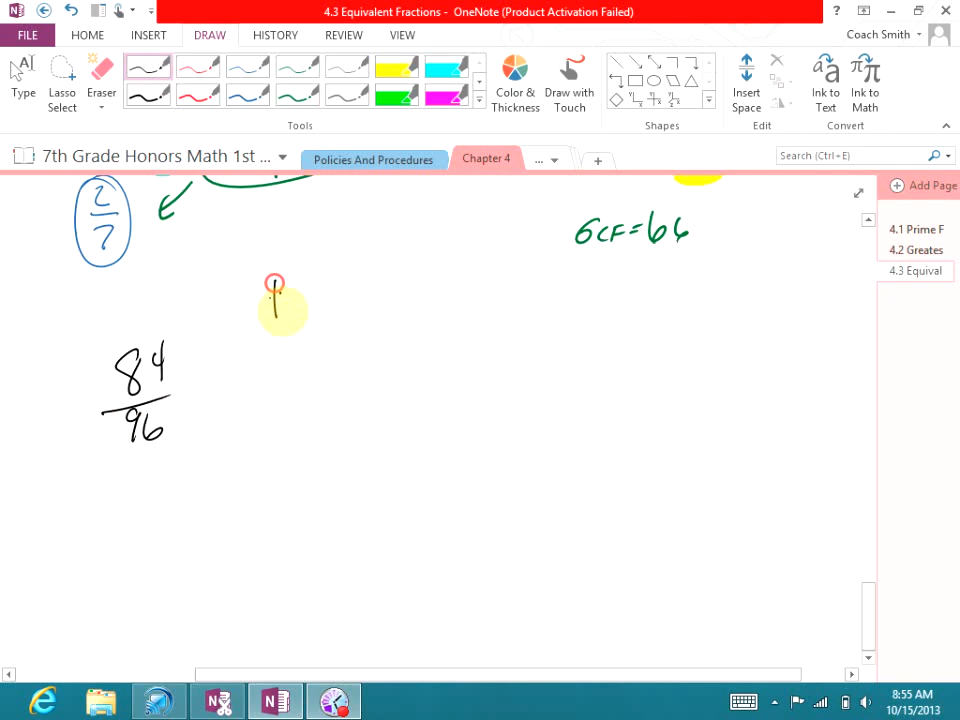 4.3 Equivalent Fractions - OneNote (Product Activation Failed)
FILE HOME INSERT DRAW HISTORY REVIEW VIEW Coach Smith
Type Lasso Select Eraser Color & Thickness Draw with Touch Insert Space Ink to Text Ink to Math
Tools Shapes Edit Convert
7th Grade Honors Math 1st ... Policies And Procedures Chapter 4 ... Search (Ctrl+E)
Add Page
4.1 Prime F
4.2 Greates
4.3 Equival
2
7
GCF=66
84
96
8:55 AM
10/15/2013